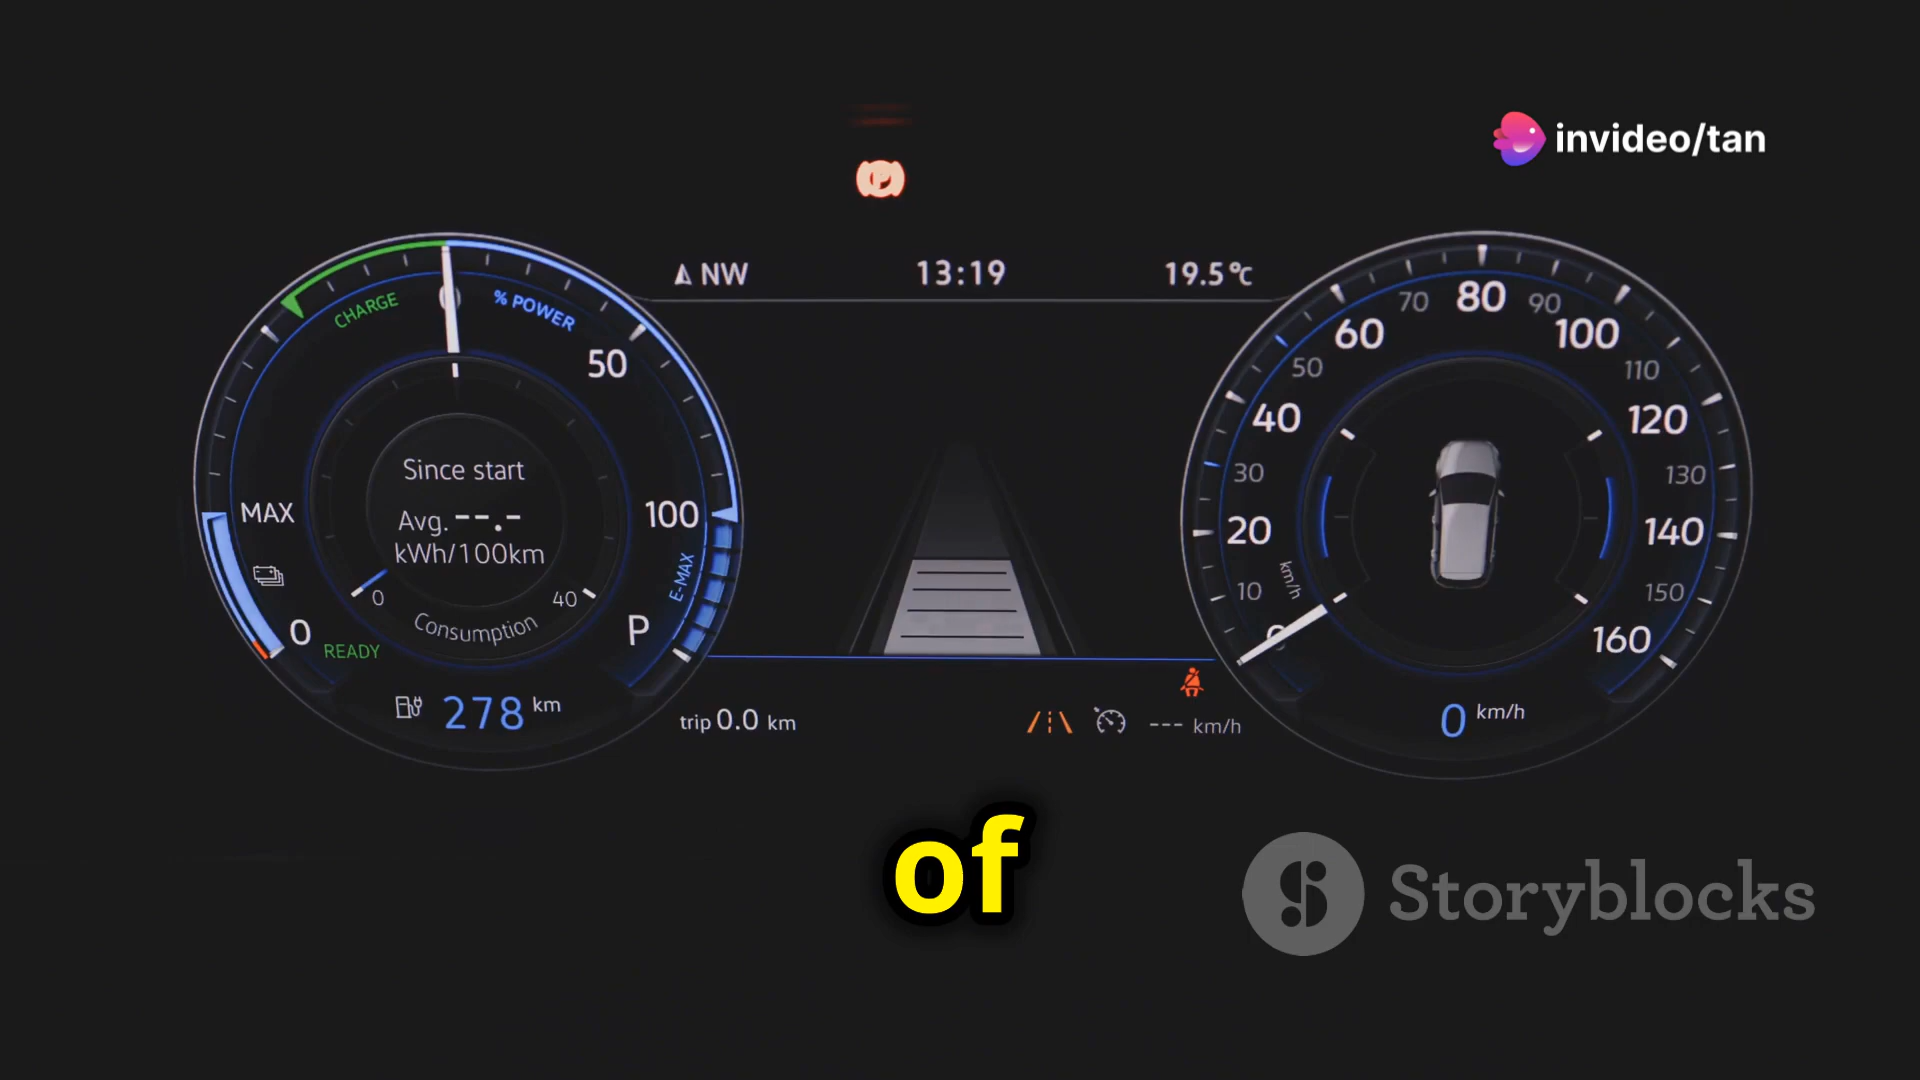 invideo/tan
P
NW
13:19
19.5°C
CHARGE
0
% POWER
50
100
E-MAX
P
MAX
0
READY
Since start
Avg. --.-
kWh/100km
0
40
Consumption
278 km
trip 0.0 km
--- km/h
0
10
20
30
40
50
60
70
80
90
100
110
120
130
140
150
160
km/h
0 km/h
of
Storyblocks